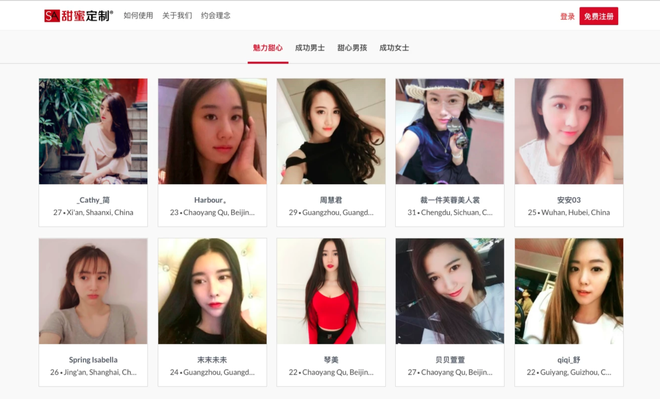 甜蜜定制® 如何使用 关于我们 约会理念 登录 免费注册
魅力甜心 成功男士 甜心男孩 成功女士
_Cathy_简 Harbour。 周慧君 裁一件芙蓉美人裳 安安03
27 • Xi'an, Shaanxi, China 23 • Chaoyang Qu, Beijin... 29 • Guangzhou, Guangd... 31 • Chengdu, Sichuan, C... 25 • Wuhan, Hubei, China
Spring Isabella 末末末末 琴美 贝贝萱萱 qiqi_舒
26 • Jing'an, Shanghai, Ch... 24 • Guangzhou, Guangd... 22 • Chaoyang Qu, Beijin... 27 • Chaoyang Qu, Beijin... 22 • Guiyang, Guizhou, C...